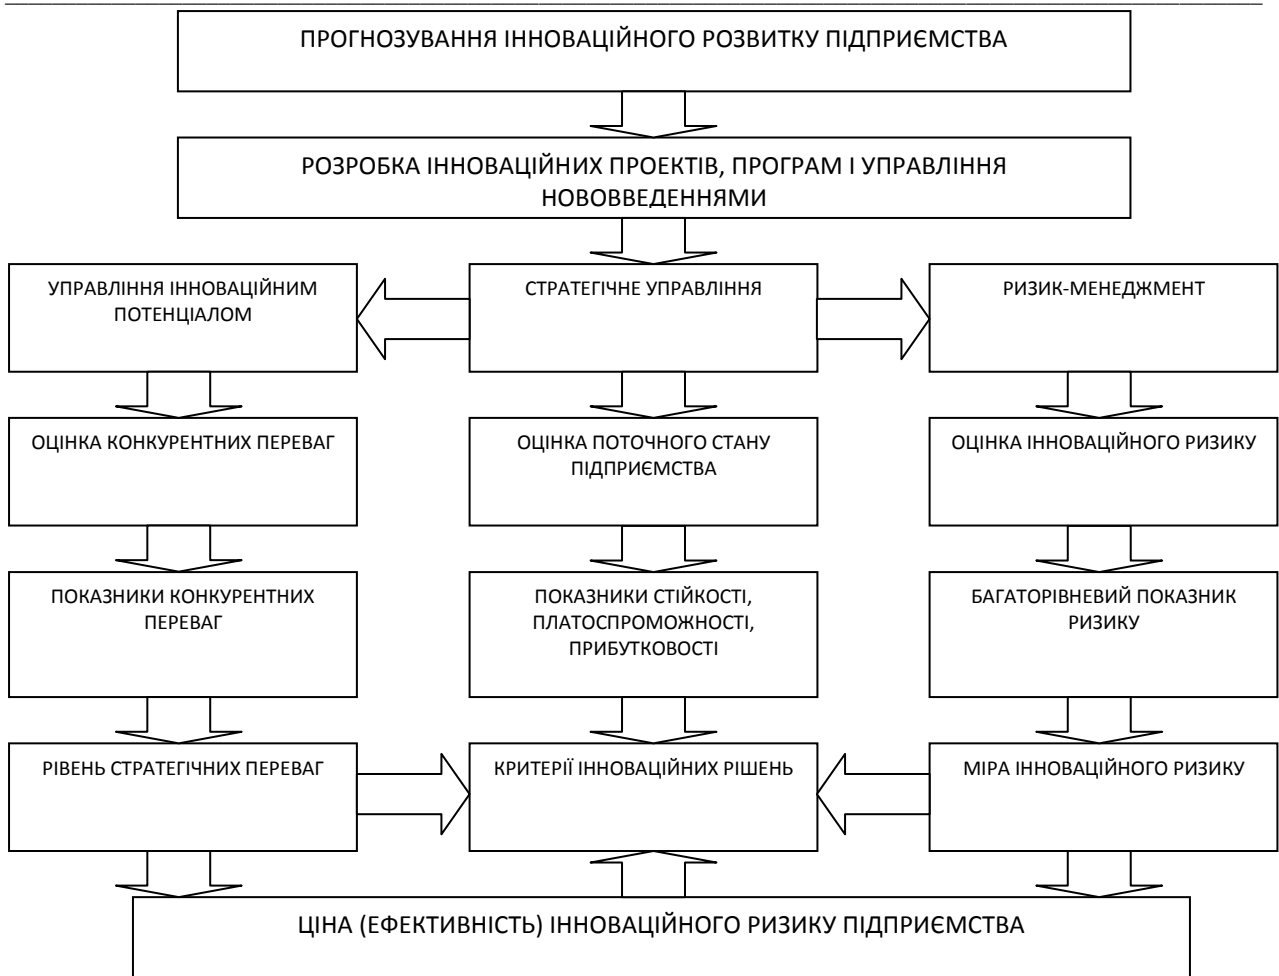 ПРОГНОЗУВАННЯ ІННОВАЦІЙНОГО РОЗВИТКУ ПІДПРИЄМСТВА
РОЗРОБКА ІННОВАЦІЙНИХ ПРОЕКТІВ, ПРОГРАМ І УПРАВЛІННЯ
НОВОВВЕДЕННЯМИ
УПРАВЛІННЯ ІННОВАЦІЙНИМ
ПОТЕНЦІАЛОМ
СТРАТЕГІЧНЕ УПРАВЛІННЯ
РИЗИК-МЕНЕДЖМЕНТ
ОЦІНКА КОНКУРЕНТНИХ ПЕРЕВАГ
ОЦІНКА ПОТОЧНОГО СТАНУ
ПІДПРИЄМСТВА
ОЦІНКА ІННОВАЦІЙНОГО РИЗИКУ
ПОКАЗНИКИ КОНКУРЕНТНИХ
ПЕРЕВАГ
ПОКАЗНИКИ СТІЙКОСТІ,
ПЛАТОСПРОМОЖНОСТІ,
ПРИБУТКОВОСТІ
БАГАТОРІВНЕВИЙ ПОКАЗНИК
РИЗИКУ
РІВЕНЬ СТРАТЕГІЧНИХ ПЕРЕВАГ
КРИТЕРІЇ ІННОВАЦІЙНИХ РІШЕНЬ
МІРА ІННОВАЦІЙНОГО РИЗИКУ
ЦІНА (ЕФЕКТИВНІСТЬ) ІННОВАЦІЙНОГО РИЗИКУ ПІДПРИЄМСТВА